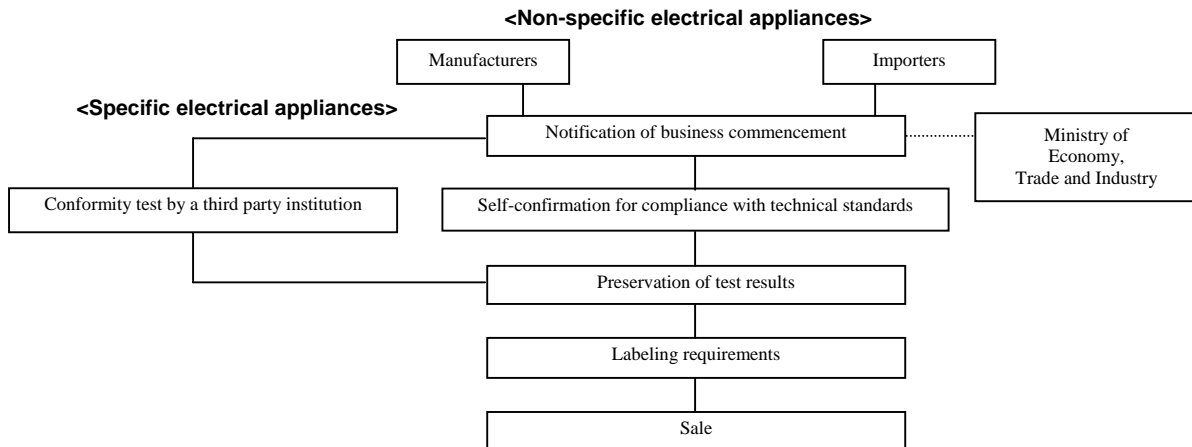 <Non-specific electrical appliances>
Manufacturers
Importers
<Specific electrical appliances>
Notification of business commencement
Ministry of
Economy,
Trade and Industry
Conformity test by a third party institution
Self-confirmation for compliance with technical standards
Preservation of test results
Labeling requirements
Sale